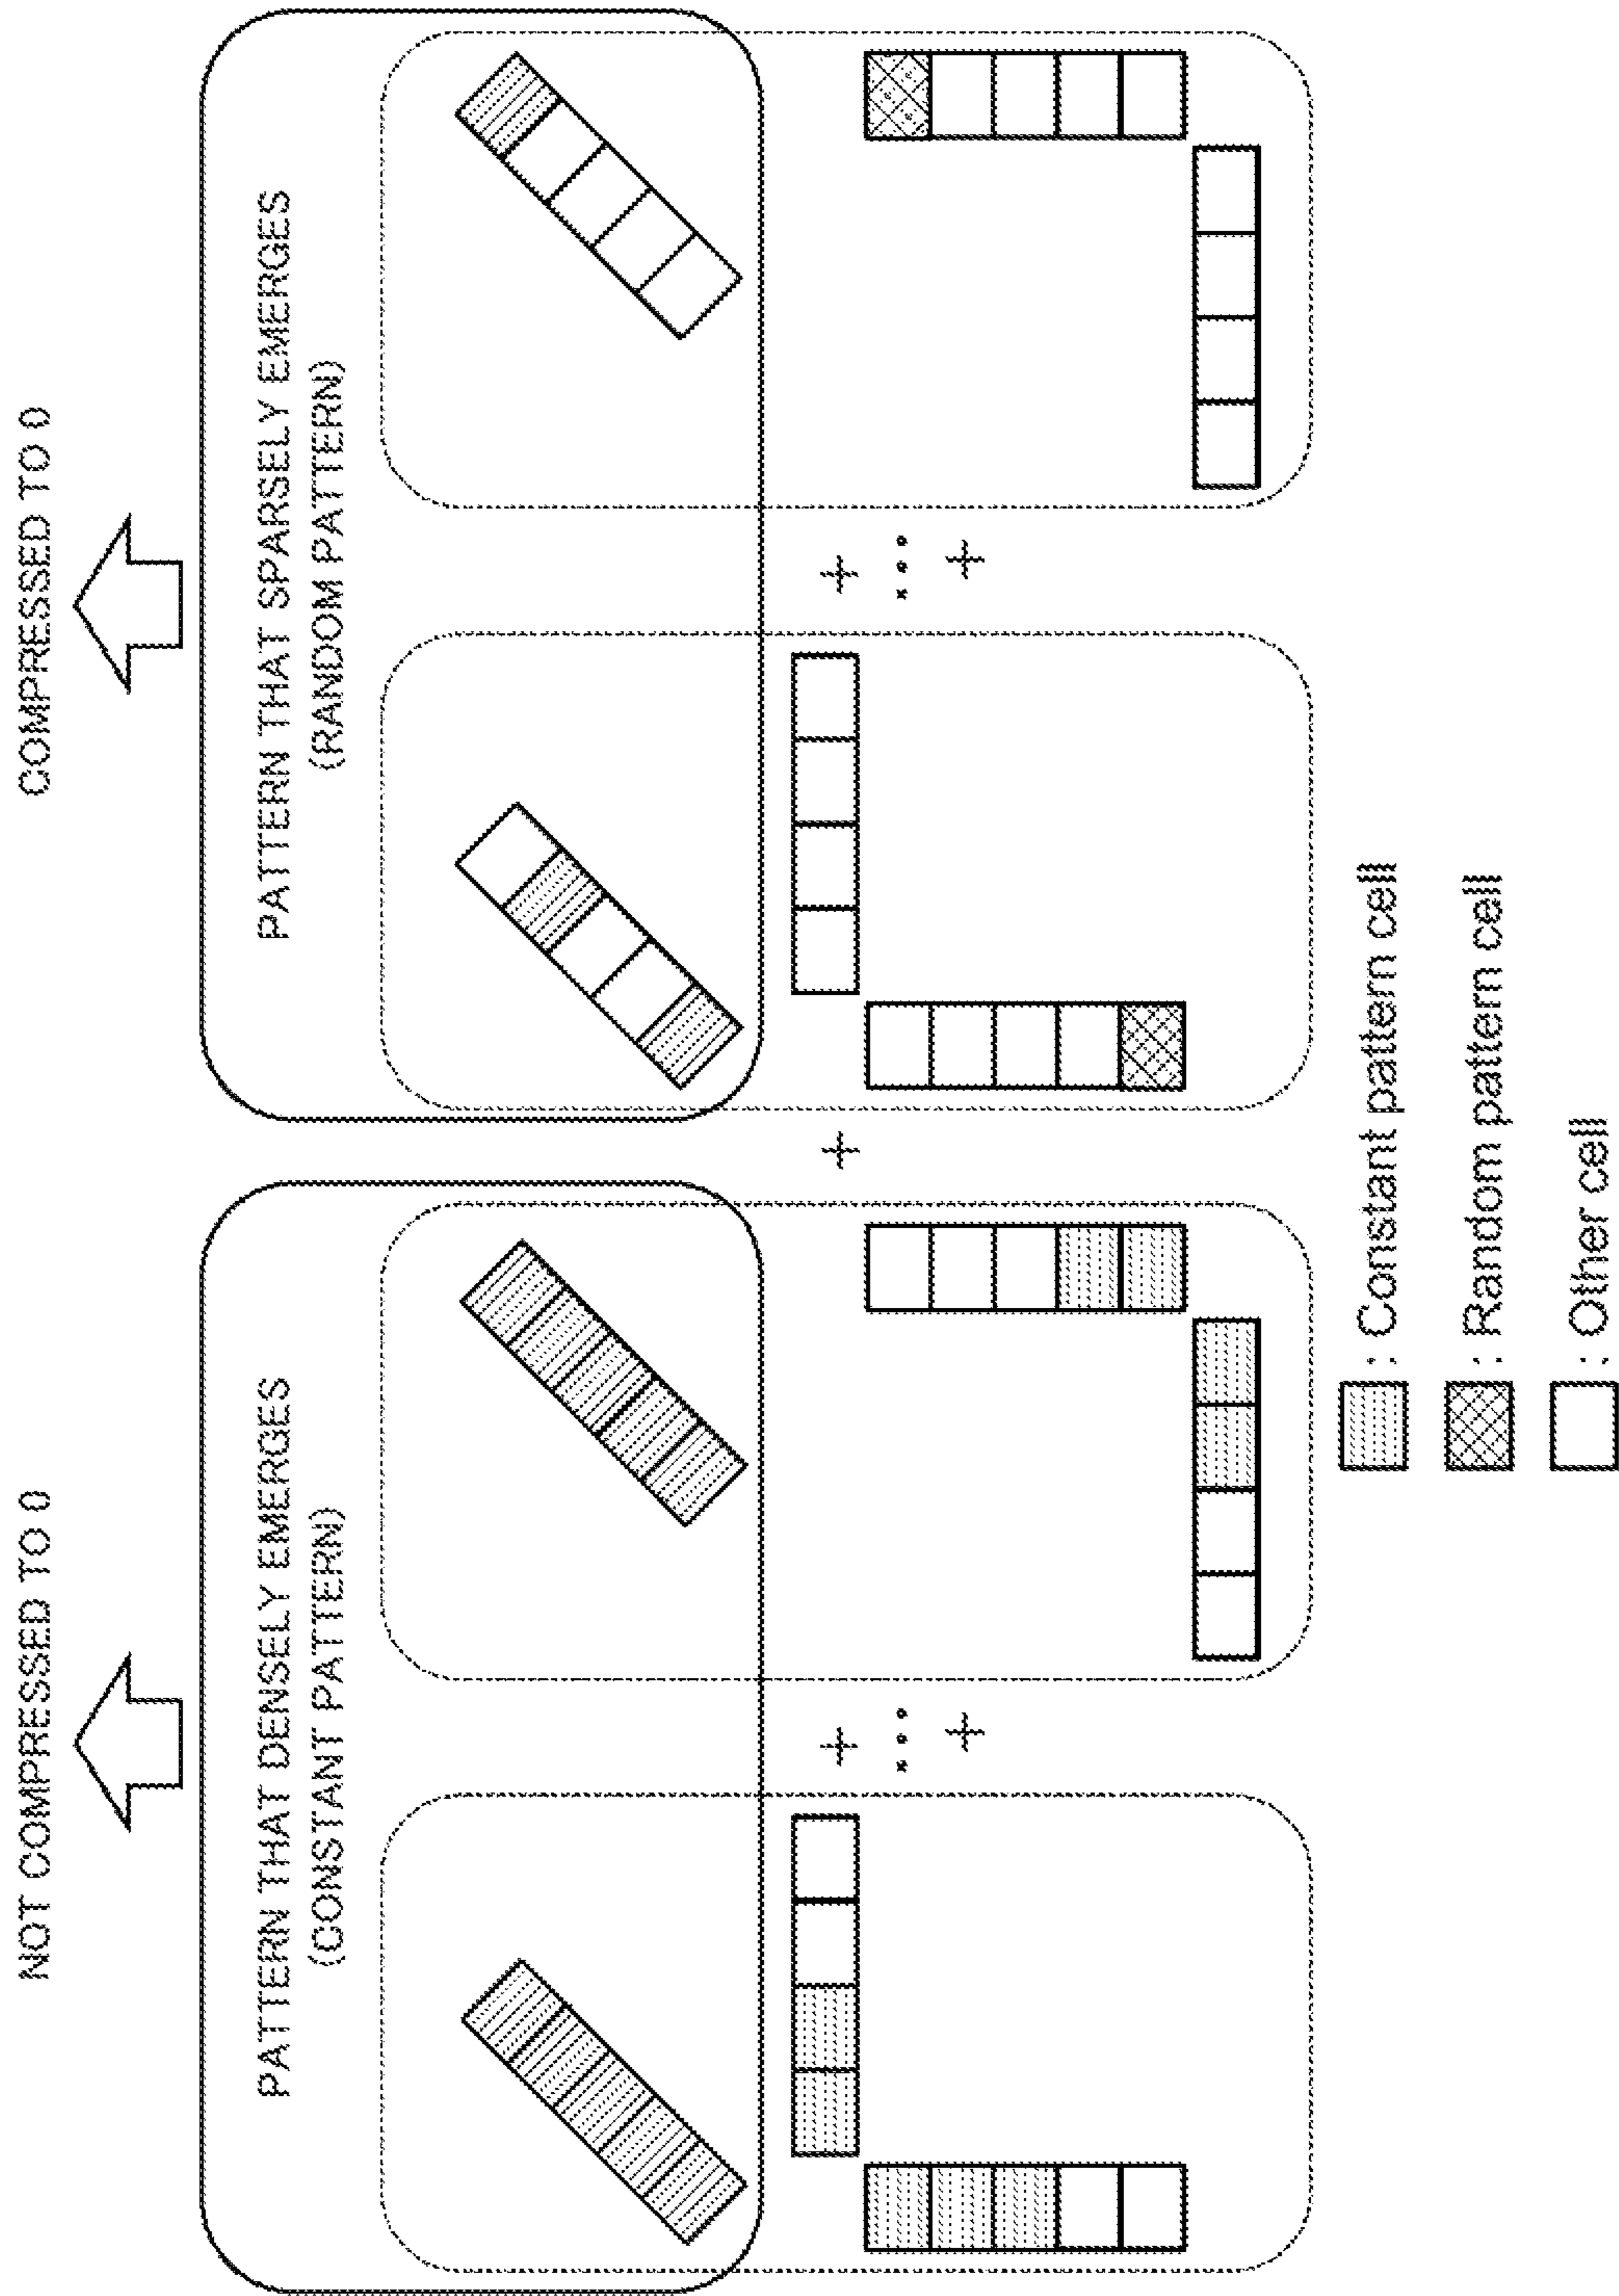 NOT COMPRESSED TO 0
COMPRESSED TO 0
PATTERN THAT DENSELY EMERGES
(CONSTANT PATTERN)
PATTERN THAT SPARSELY EMERGES
(RANDOM PATTERN)
+
...
+
+
+
...
+
: Constant pattern cell
: Random pattern cell
: Other cell